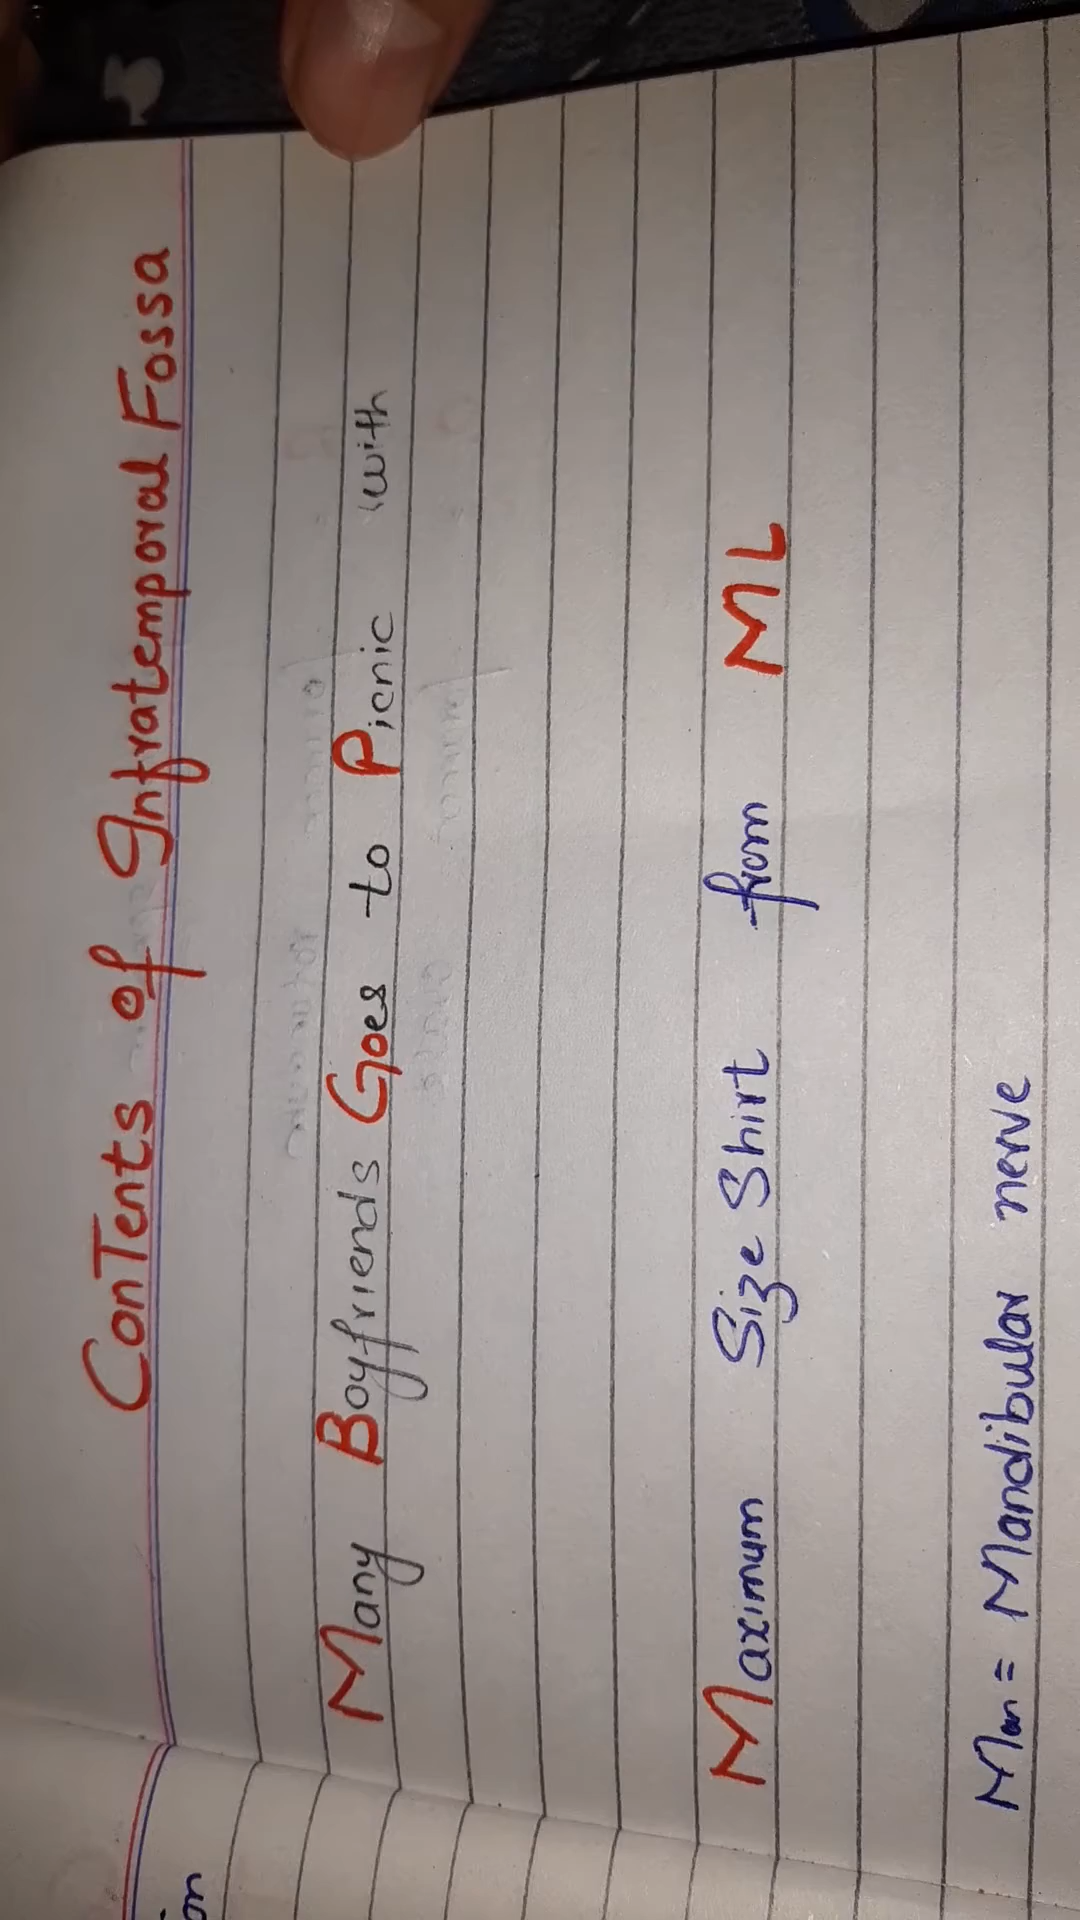 ConTents of Infratemporal Fossa
Many Boyfriends Goes to Picnic with
Maximum Size Shirt from ML
Man = Mandibular nerve